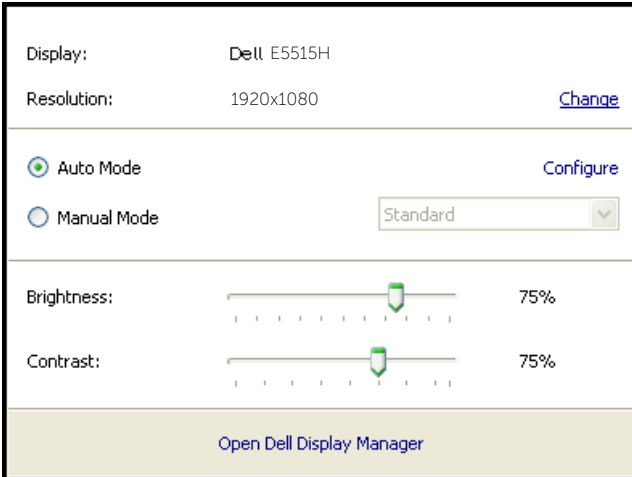 Display: Dell E5515H
Resolution: 1920x1080 Change
Auto Mode Configure
Manual Mode Standard
Brightness: 75%
Contrast: 75%
Open Dell Display Manager